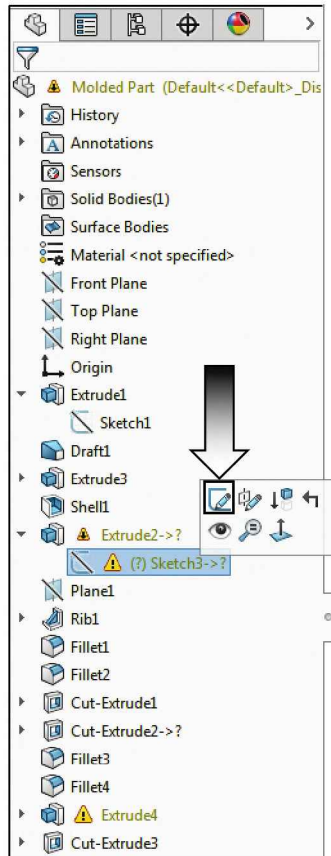 Molded Part (Default<<Default>_Dis
History
A Annotations
Sensors
Solid Bodies(1)
Surface Bodies
Material <not specified>
Front Plane
Top Plane
Right Plane
Origin
Extrude1
Sketch1
Draft1
Extrude3
Shell1
Extrude2->?
(?) Sketch3->?
Plane1
Rib1
Fillet1
Fillet2
Cut-Extrude1
Cut-Extrude2->?
Fillet3
Fillet4
Extrude4
Cut-Extrude3